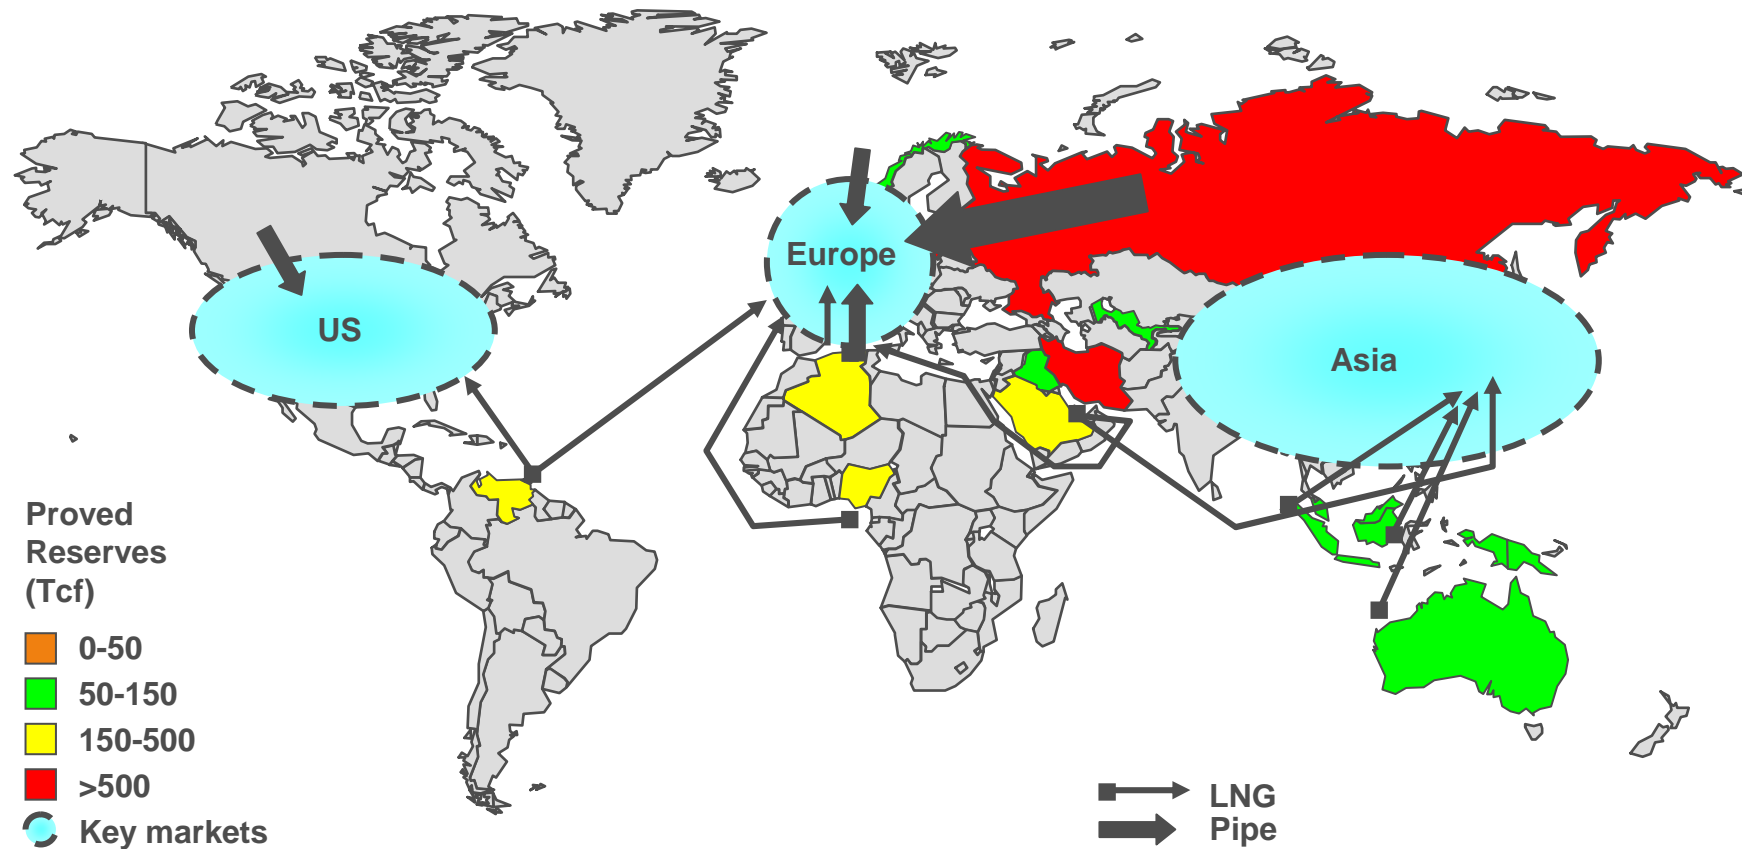 Europe
US
Asia
Proved
Reserves
(Tcf)
0-50
50-150
150-500
>500
Key markets
LNG
Pipe